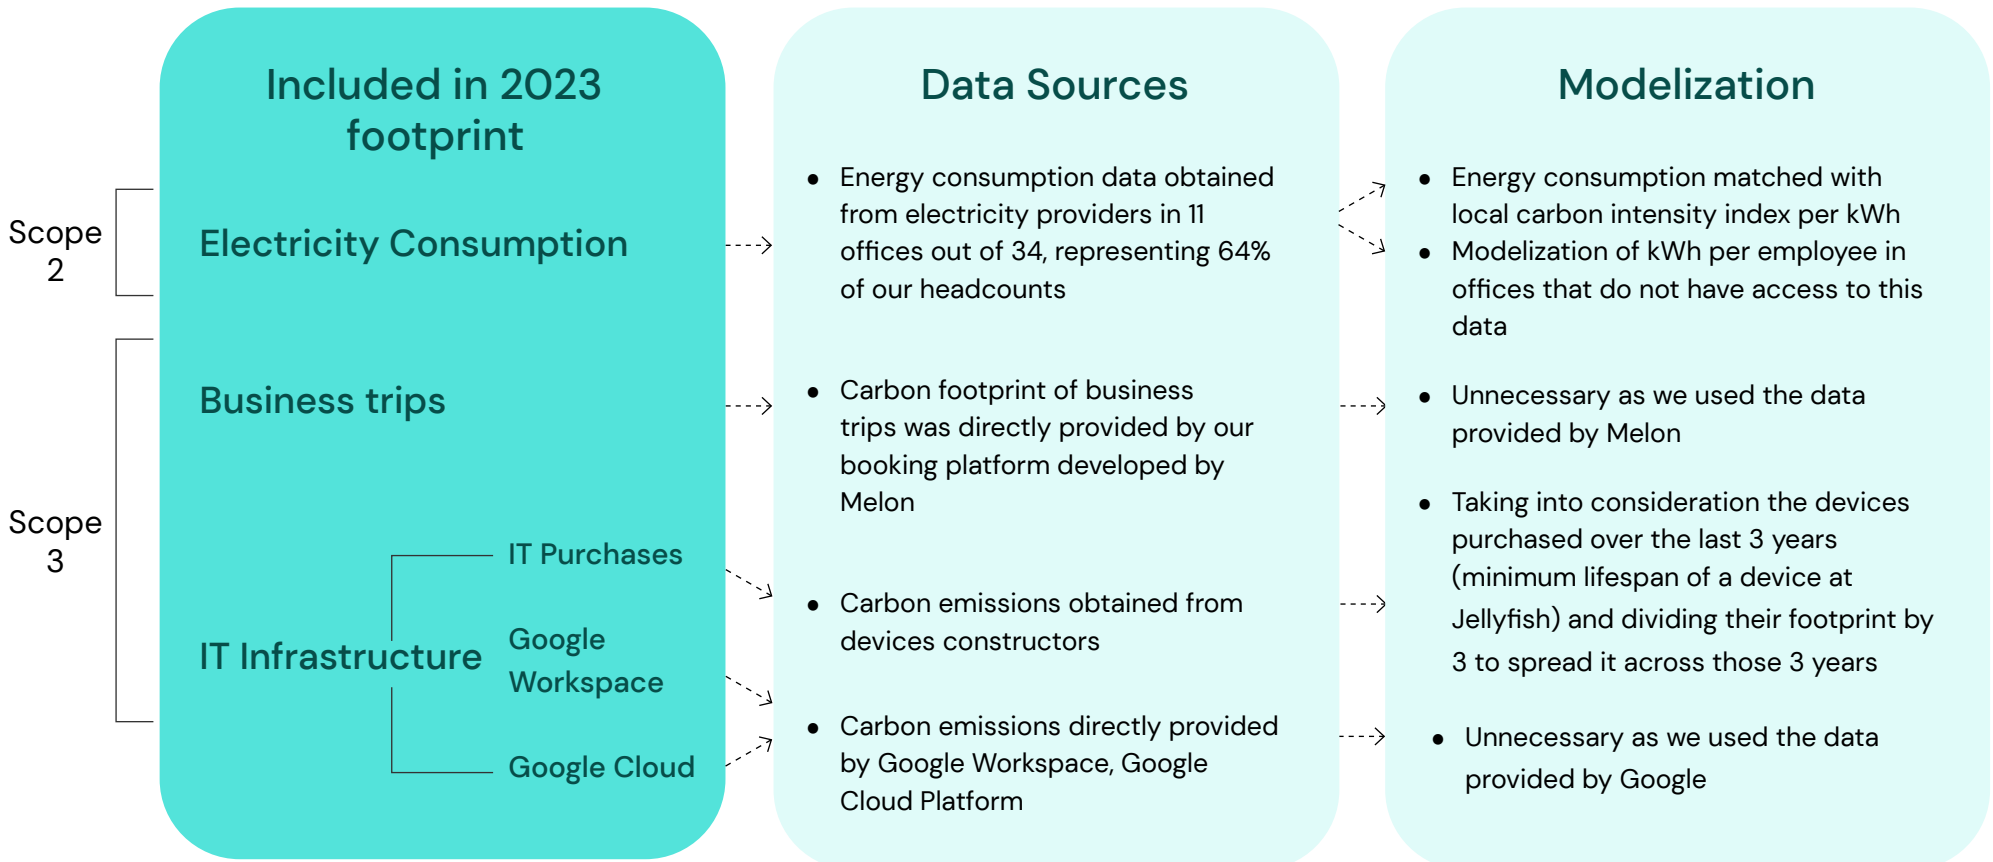 Included in 2023
footprint
Scope
2
Electricity Consumption
Scope
3
Business trips
IT Infrastructure
IT Purchases
Google
Workspace
Google Cloud
Data Sources
● Energy consumption data obtained
from electricity providers in 11
offices out of 34, representing 64%
of our headcounts
● Carbon footprint of business
trips was directly provided by our
booking platform developed by
Melon
● Carbon emissions obtained from
devices constructors
● Carbon emissions directly provided
by Google Workspace, Google
Cloud Platform
Modelization
● Energy consumption matched with
local carbon intensity index per kWh
● Modelization of kWh per employee in
offices that do not have access to this
data
● Unnecessary as we used the data
provided by Melon
● Taking into consideration the devices
purchased over the last 3 years
(minimum lifespan of a device at
Jellyfish) and dividing their footprint by
3 to spread it across those 3 years
● Unnecessary as we used the data
provided by Google